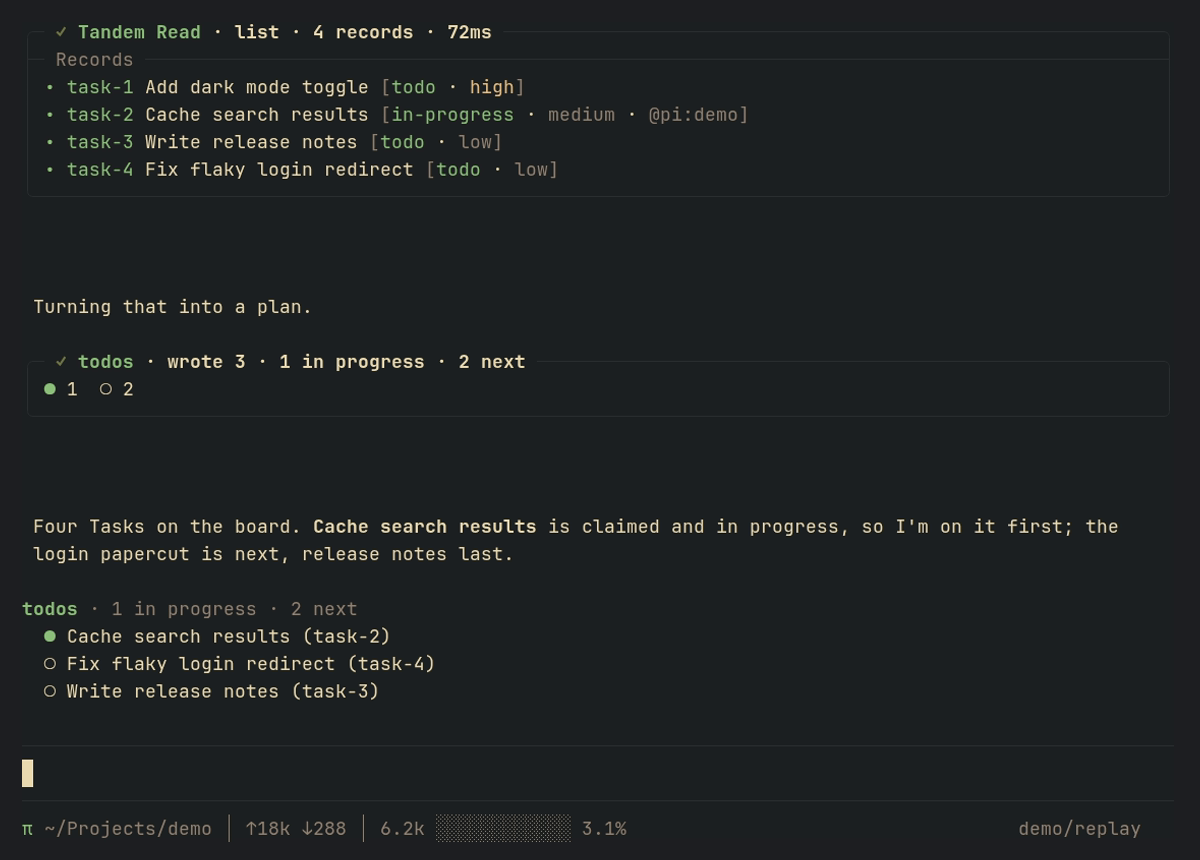 ✓ Tandem Read · list · 4 records · 72ms
Records
• task-1 Add dark mode toggle [todo · high]
• task-2 Cache search results [in-progress · medium · @pi:demo]
• task-3 Write release notes [todo · low]
• task-4 Fix flaky login redirect [todo · low]
Turning that into a plan.
✓ todos · wrote 3 · 1 in progress · 2 next
● 1 ○ 2
Four Tasks on the board. Cache search results is claimed and in progress, so I'm on it first; the
login papercut is next, release notes last.
todos · 1 in progress · 2 next
● Cache search results (task-2)
○ Fix flaky login redirect (task-4)
○ Write release notes (task-3)
π ~/Projects/demo │ ↑18k ↓288 │ 6.2k ░░░░░░░░░░░░ 3.1% demo/replay